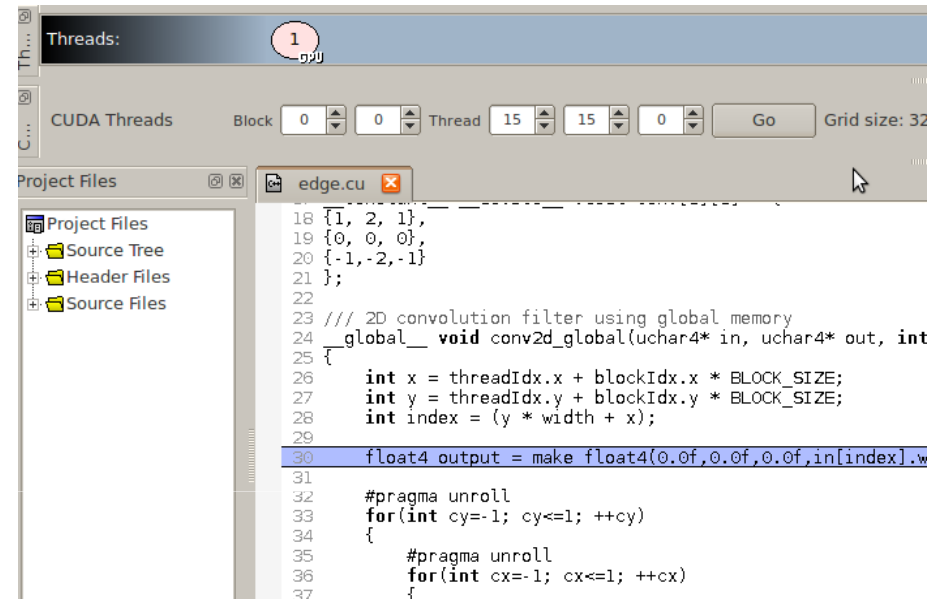 Th...
Threads:
1
GPU
C...
CUDA Threads Block 0 0 Thread 15 15 0 Go Grid size: 32
Project Files
edge.cu
Project Files
Source Tree
Header Files
Source Files
18 {1, 2, 1},
19 {0, 0, 0},
20 {-1,-2,-1}
21 };
22
23 /// 2D convolution filter using global memory
24 __global__ void conv2d_global(uchar4* in, uchar4* out, int
25 {
26 int x = threadIdx.x + blockIdx.x * BLOCK_SIZE;
27 int y = threadIdx.y + blockIdx.y * BLOCK_SIZE;
28 int index = (y * width + x);
29
30 float4 output = make_float4(0.0f,0.0f,0.0f,in[index].w
31
32 #pragma unroll
33 for(int cy=-1; cy<=1; ++cy)
34 {
35 #pragma unroll
36 for(int cx=-1; cx<=1; ++cx)
37 {